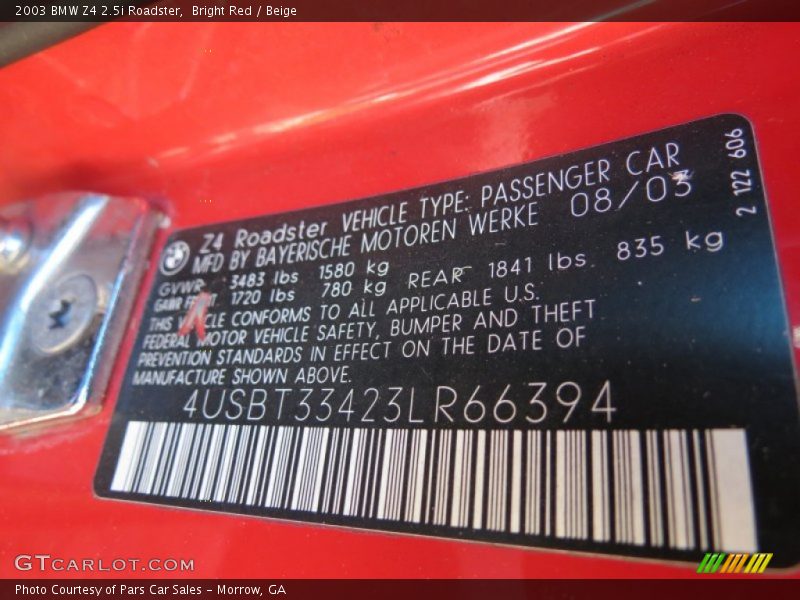 2003 BMW Z4 2.5i Roadster,  Bright Red / Beige
Z4 Roadster VEHICLE TYPE: PASSENGER CAR
MFD BY BAYERISCHE MOTOREN WERKE 08/03
GVWR 3483 lbs 1580 kg
GAWR FRONT 1720 lbs 780 kg REAR 1841 lbs. 835 kg
THIS VEHICLE CONFORMS TO ALL APPLICABLE U.S.
FEDERAL MOTOR VEHICLE SAFETY, BUMPER AND THEFT
PREVENTION STANDARDS IN EFFECT ON THE DATE OF
MANUFACTURE SHOWN ABOVE.
4USBT33423LR66394
2 122 606
GTCARLOT.COM
Photo Courtesy of Pars Car Sales - Morrow, GA